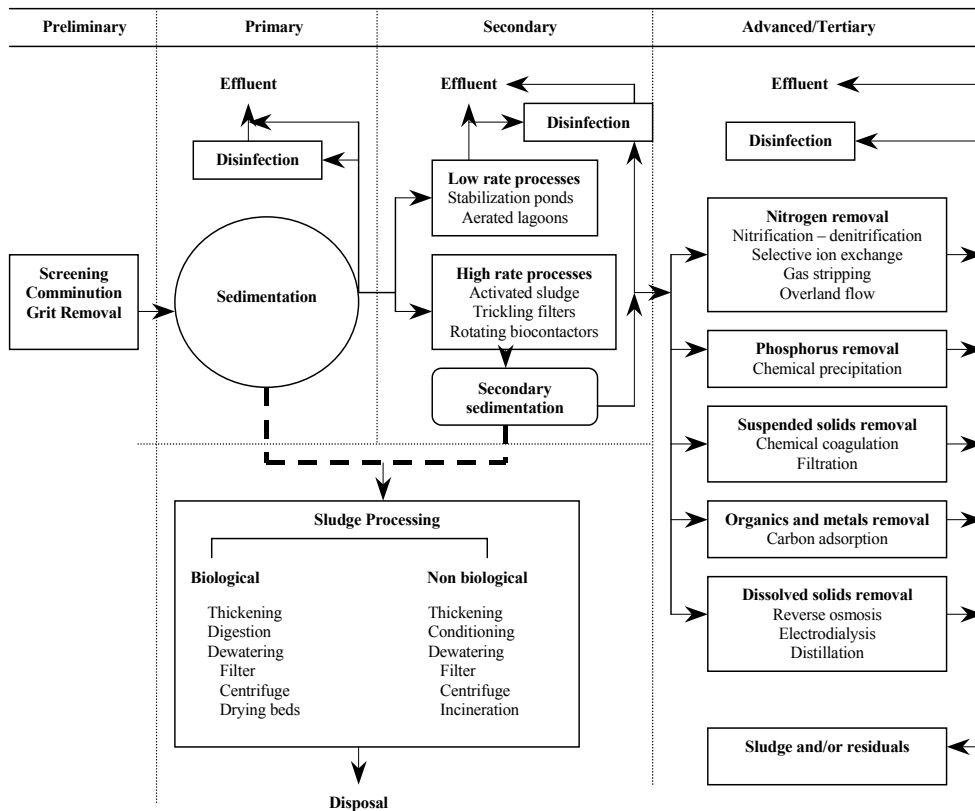 Preliminary
Primary
Secondary
Advanced/Tertiary
Screening
Comminution
Grit Removal
Effluent
Disinfection
Sedimentation
Effluent
Disinfection
Low rate processes
Stabilization ponds
Aerated lagoons
High rate processes
Activated sludge
Trickling filters
Rotating biocontactors
Secondary
sedimentation
Effluent
Disinfection
Nitrogen removal
Nitrification – denitrification
Selective ion exchange
Gas stripping
Overland flow
Phosphorus removal
Chemical precipitation
Suspended solids removal
Chemical coagulation
Filtration
Organics and metals removal
Carbon adsorption
Dissolved solids removal
Reverse osmosis
Electrodialysis
Distillation
Sludge and/or residuals
Sludge Processing
Biological
Thickening
Digestion
Dewatering
Filter
Centrifuge
Drying beds
Non biological
Thickening
Conditioning
Dewatering
Filter
Centrifuge
Incineration
Disposal